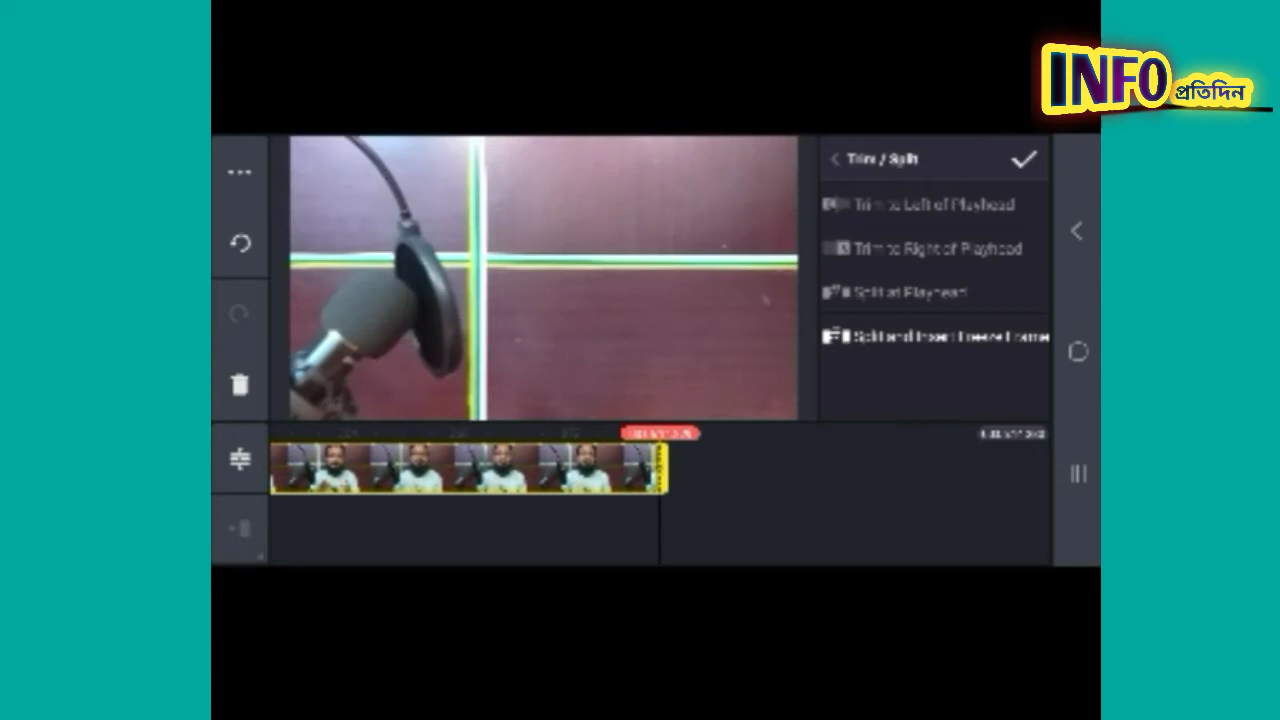 INFO প্রতিদিন
Trim / Split
Trim to Left of Playhead
Trim to Right of Playhead
Split at Playhead
Split and Insert Freeze Frame